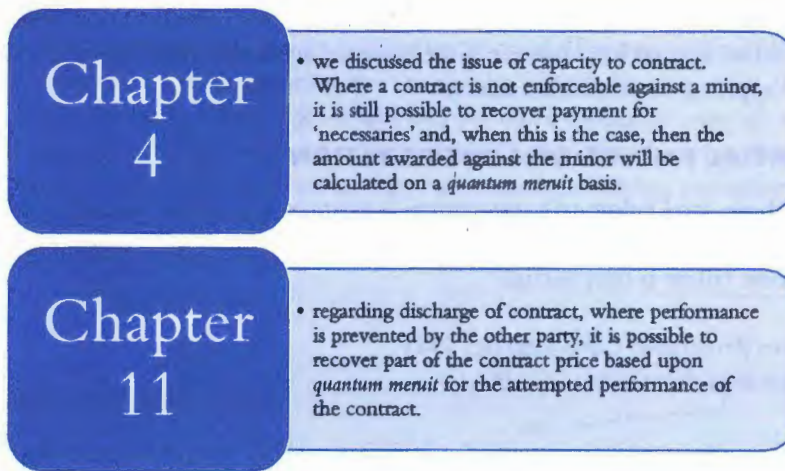 Chapter
4
• we discussed the issue of capacity to contract.
Where a contract is not enforceable against a minor,
it is still possible to recover payment for
'necessaries' and, when this is the case, then the
amount awarded against the minor will be
calculated on a quantum meruit basis.
Chapter
11
• regarding discharge of contract, where performance
is prevented by the other party, it is possible to
recover part of the contract price based upon
quantum meruit for the attempted performance of
the contract.